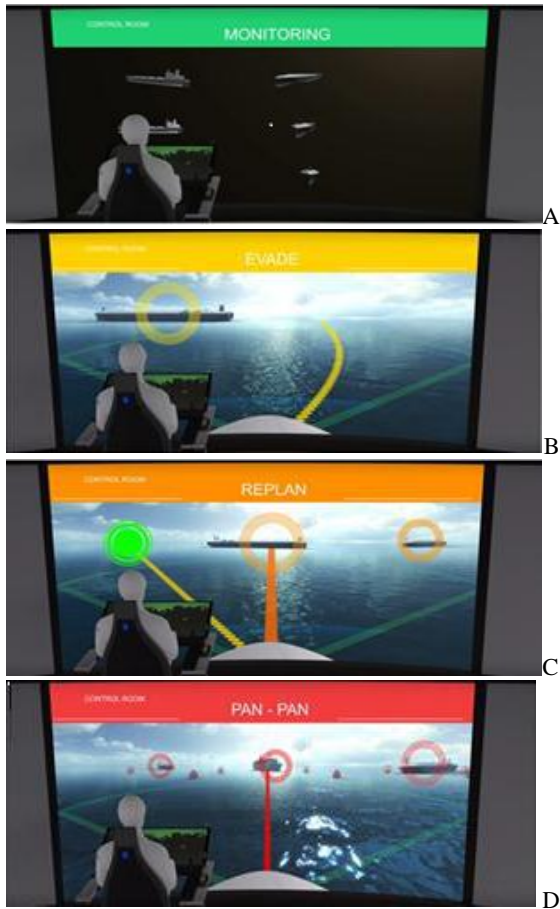 CONTROL ROOM
MONITORING
A
CONTROL ROOM
EVADE
B
CONTROL ROOM
REPLAN
C
CONTROL ROOM
PAN - PAN
D